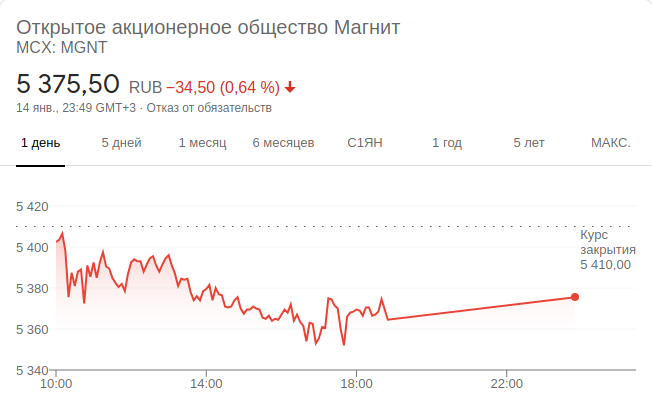 Открытое акционерное общество Магнит
MCX: MGNT
5 375,50 RUB −34,50 (0,64 %)
14 янв., 23:49 GMT+3 · Отказ от обязательств
1 день 5 дней 1 месяц 6 месяцев С1ЯН 1 год 5 лет МАКС.
5 420
Курс
закрытия
5 410,00
5 400
5 380
5 360
5 340
10:00 14:00 18:00 22:00